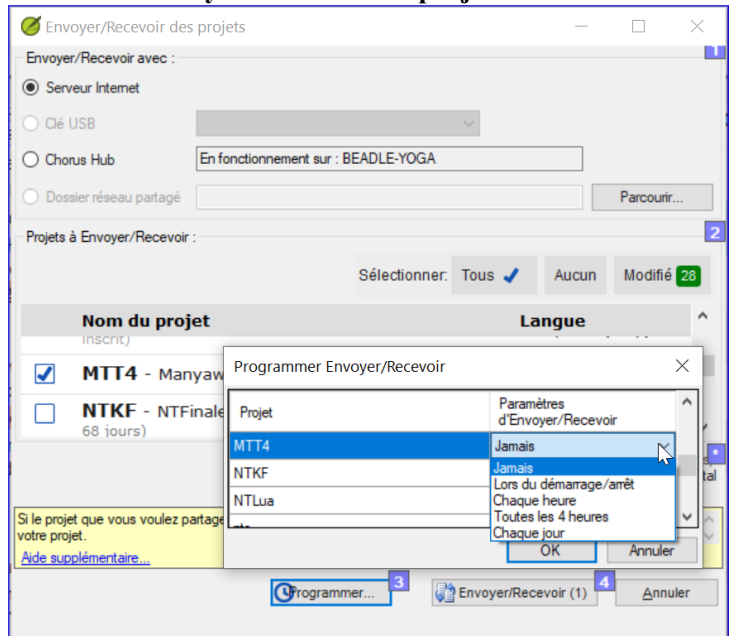 Envoyer/Recevoir des projets
1
Envoyer/Recevoir avec :
Serveur Internet
Clé USB
Chorus Hub
En fonctionnement sur : BEADLE-YOGA
Dossier réseau partagé
Parcourir...
Projets à Envoyer/Recevoir :
2
Sélectionner: Tous Aucun Modifié 28
Nom du projet Langue
inscrit)
MTT4 - Manyaw
NTKF - NTFinale
68 jours)
Programmer Envoyer/Recevoir
Projet
Paramètres
d'Envoyer/Recevoir
MTT4 Jamais
NTKF
NTLua
Jamais
Lors du démarrage/arrêt
Chaque heure
Toutes les 4 heures
Chaque jour
OK Annuler
*
tal
Si le projet que vous voulez partage
votre projet.
Aide supplémentaire...
Programmer... 3
Envoyer/Recevoir (1) 4
Annuler